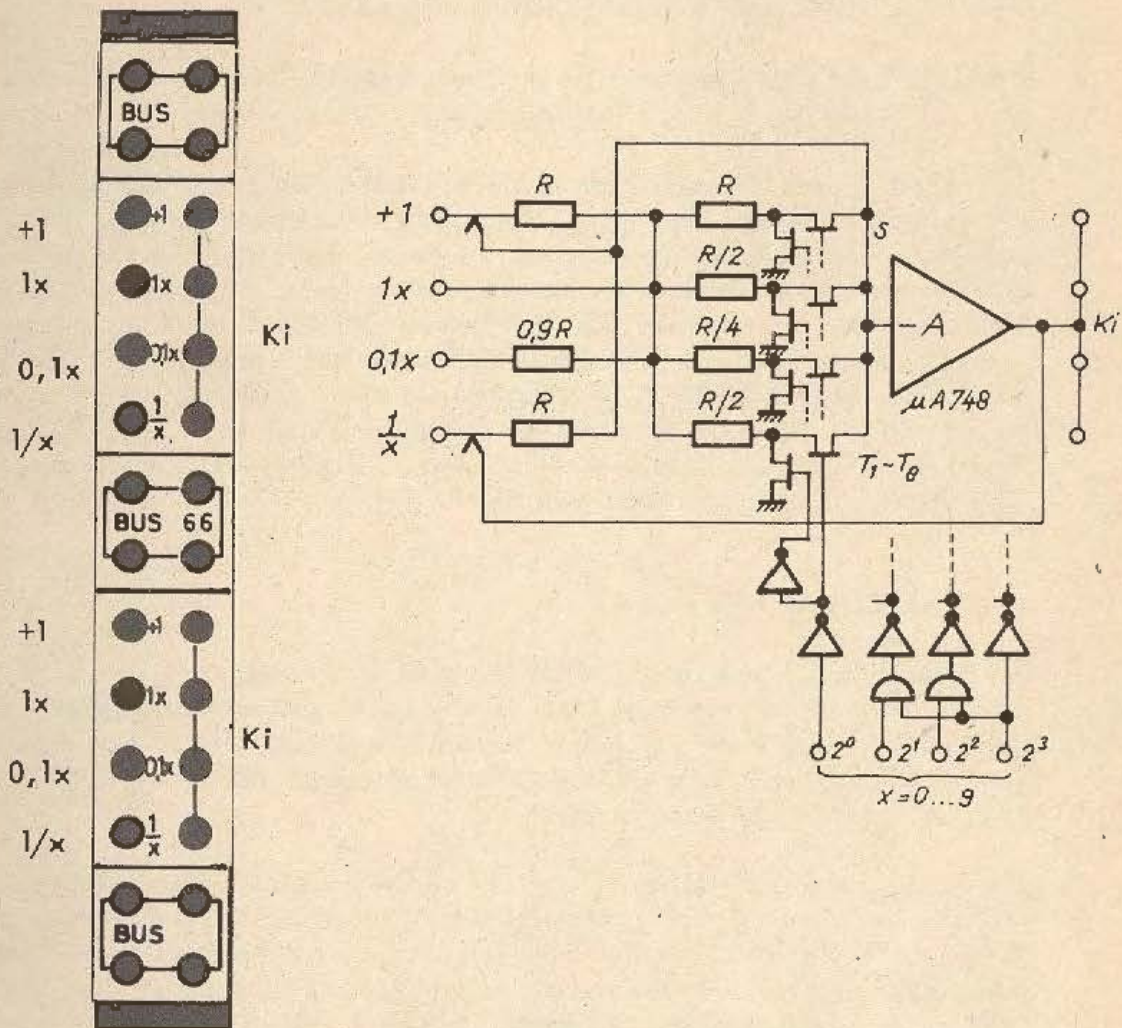 BUS
+1
+1
1x
1x
Ki
0,1x
0,1x
1/x
1/x
BUS 66
+1
+1
1x
1x
Ki
0,1x
0,1x
1/x
1/x
BUS
+1
R
R
S
1x
R/2
0,9R
0,1x
R/4
-A
Ki
μA748
1/x
R
R/2
T₁-T₈
2⁰ 2¹ 2² 2³
x=0...9